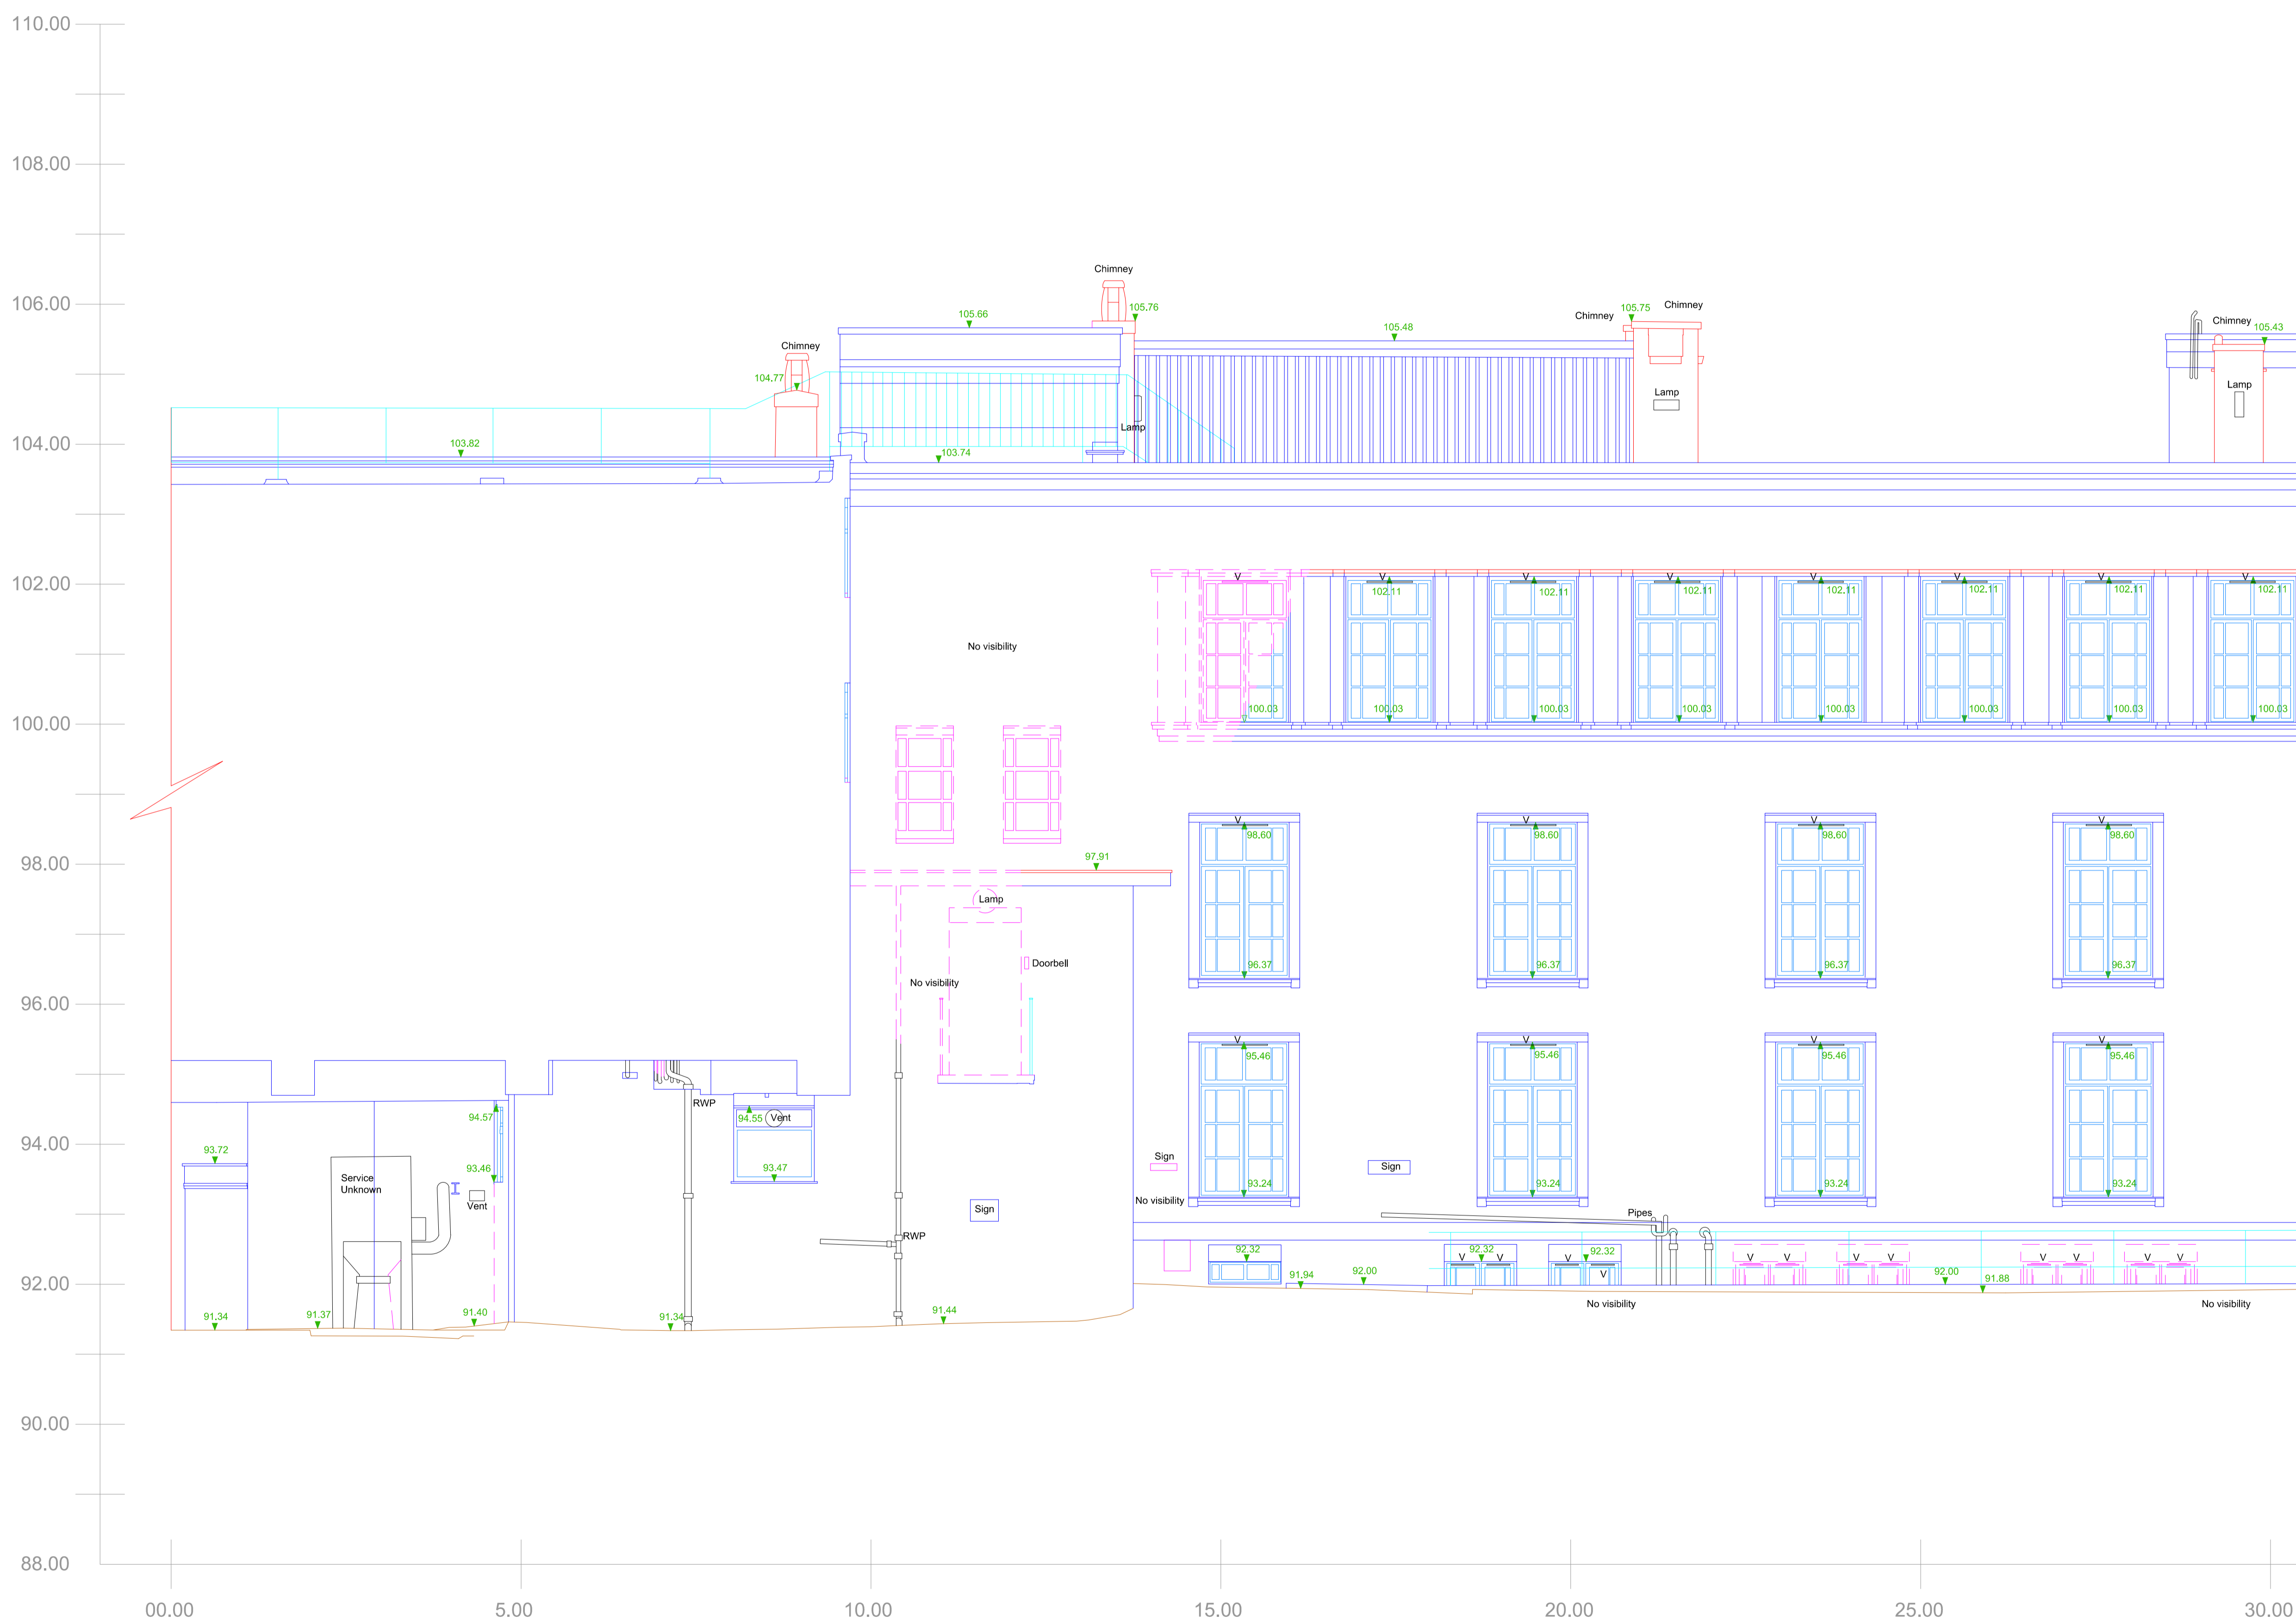 110.00
108.00
106.00
104.00
102.00
100.00
98.00
96.00
94.00
92.00
90.00
88.00
00.00
5.00
10.00
15.00
20.00
25.00
30.00
Chimney
105.76
105.66
105.48
105.75
Chimney
Chimney
Chimney
105.43
Chimney
104.77
Lamp
Lamp
Lamp
103.82
103.74
V V V V V V V V
102.11 102.11 102.11 102.11 102.11 102.11 102.11
No visibility
100.03 100.03 100.03 100.03 100.03 100.03 100.03 100.03
V V V V
98.60 98.60 98.60 98.60
97.91
Lamp
Doorbell
No visibility
96.37 96.37 96.37 96.37
V V V V
95.46 95.46 95.46 95.46
RWP
94.57
94.55
Vent
93.72
93.46
93.47
Service
Unknown
Vent
Sign
Sign
Sign
No visibility
93.24 93.24 93.24 93.24
Pipes
RWP
92.32
92.32
92.32
V V V V V V V V V V V V
V
91.94
92.00
92.00
91.88
No visibility
No visibility
91.34
91.37
91.40
91.34
91.44